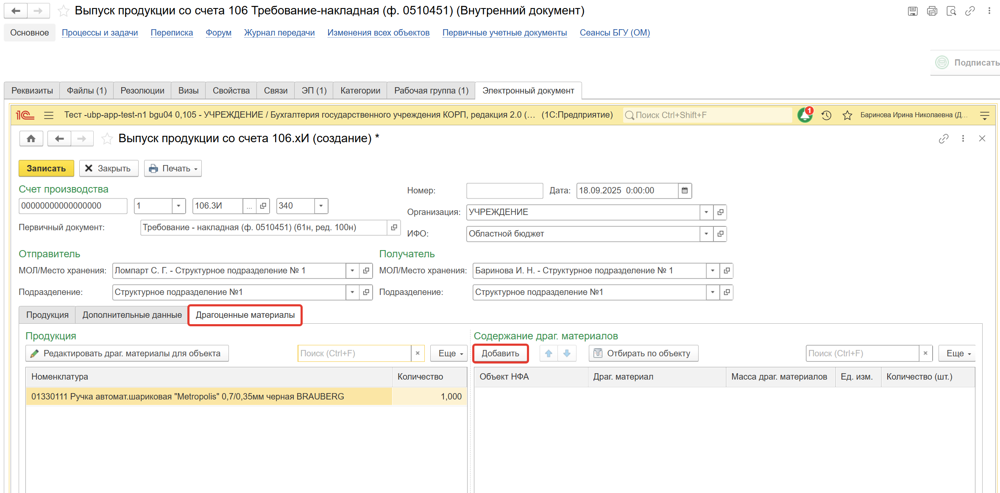 Выпуск продукции со счета 106 Требование-накладная (ф. 0510451) (Внутренний документ)
Основное Процессы и задачи Переписка Форум Журнал передачи Изменения всех объектов Первичные учетные документы Сеансы БГУ (ОМ)
Подписать
Реквизиты Файлы (1) Резолюции Визы Свойства Связи ЭП (1) Категории Рабочая группа (1) Электронный документ
1С Тест -ubp-app-test-n1 bgu04 0,105 - УЧРЕЖДЕНИЕ / Бухгалтерия государственного учреждения КОРП, редакция 2.0 (... (1С:Предприятие) Поиск Ctrl+Shift+F 1 Баринова Ирина Николаевна (Д...
Выпуск продукции со счета 106.хИ (создание) *
Записать Закрыть Печать
Счет производства Номер: Дата: 18.09.2025 0:00:00
00000000000000000 1 106.3И ... 340
Организация: УЧРЕЖДЕНИЕ
Первичный документ: Требование - накладная (ф. 0510451) (61н, ред. 100н)
ИФО: Областной бюджет
Отправитель Получатель
МОЛ/Место хранения: Ломпарт С. Г. - Структурное подразделение № 1 МОЛ/Место хранения: Баринова И. Н. - Структурное подразделение № 1
Подразделение: Структурное подразделение №1 Подразделение: Структурное подразделение №1
Продукция Дополнительные данные Драгоценные материалы
Продукция Содержание драг. материалов
Редактировать драг. материалы для объекта Поиск (Ctrl+F) × Еще Добавить Отбирать по объекту Поиск (Ctrl+F) × Еще
Номенклатура Количество Объект НФА Драг. материал Масса драг. материалов Ед. изм. Количество (шт.)
01330111 Ручка автомат.шариковая "Metropolis" 0,7/0,35мм черная BRAUBERG 1,000